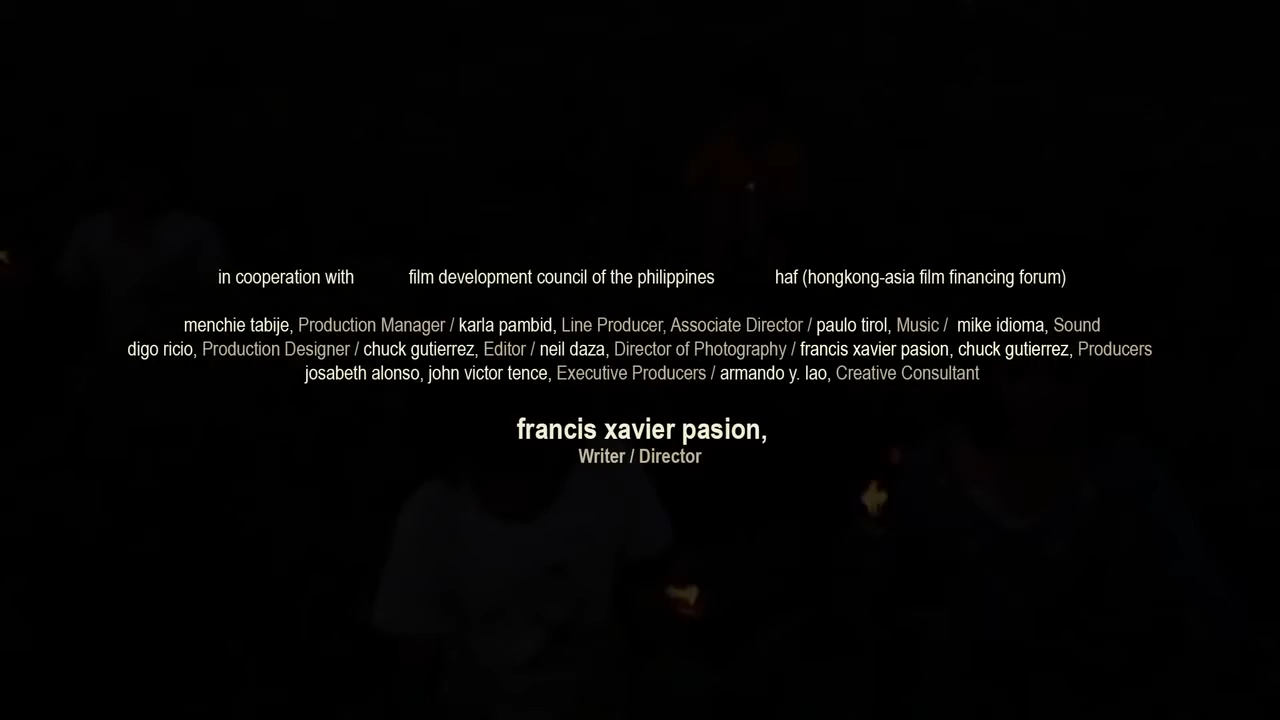 in cooperation with film development council of the philippines haf (hongkong-asia film financing forum)
menchie tabije, Production Manager / karla pambid, Line Producer, Associate Director / paulo tirol, Music / mike idioma, Sound
digo ricio, Production Designer / chuck gutierrez, Editor / neil daza, Director of Photography / francis xavier pasion, chuck gutierrez, Producers
josabeth alonso, john victor tence, Executive Producers / armando y. lao, Creative Consultant
francis xavier pasion,
Writer / Director